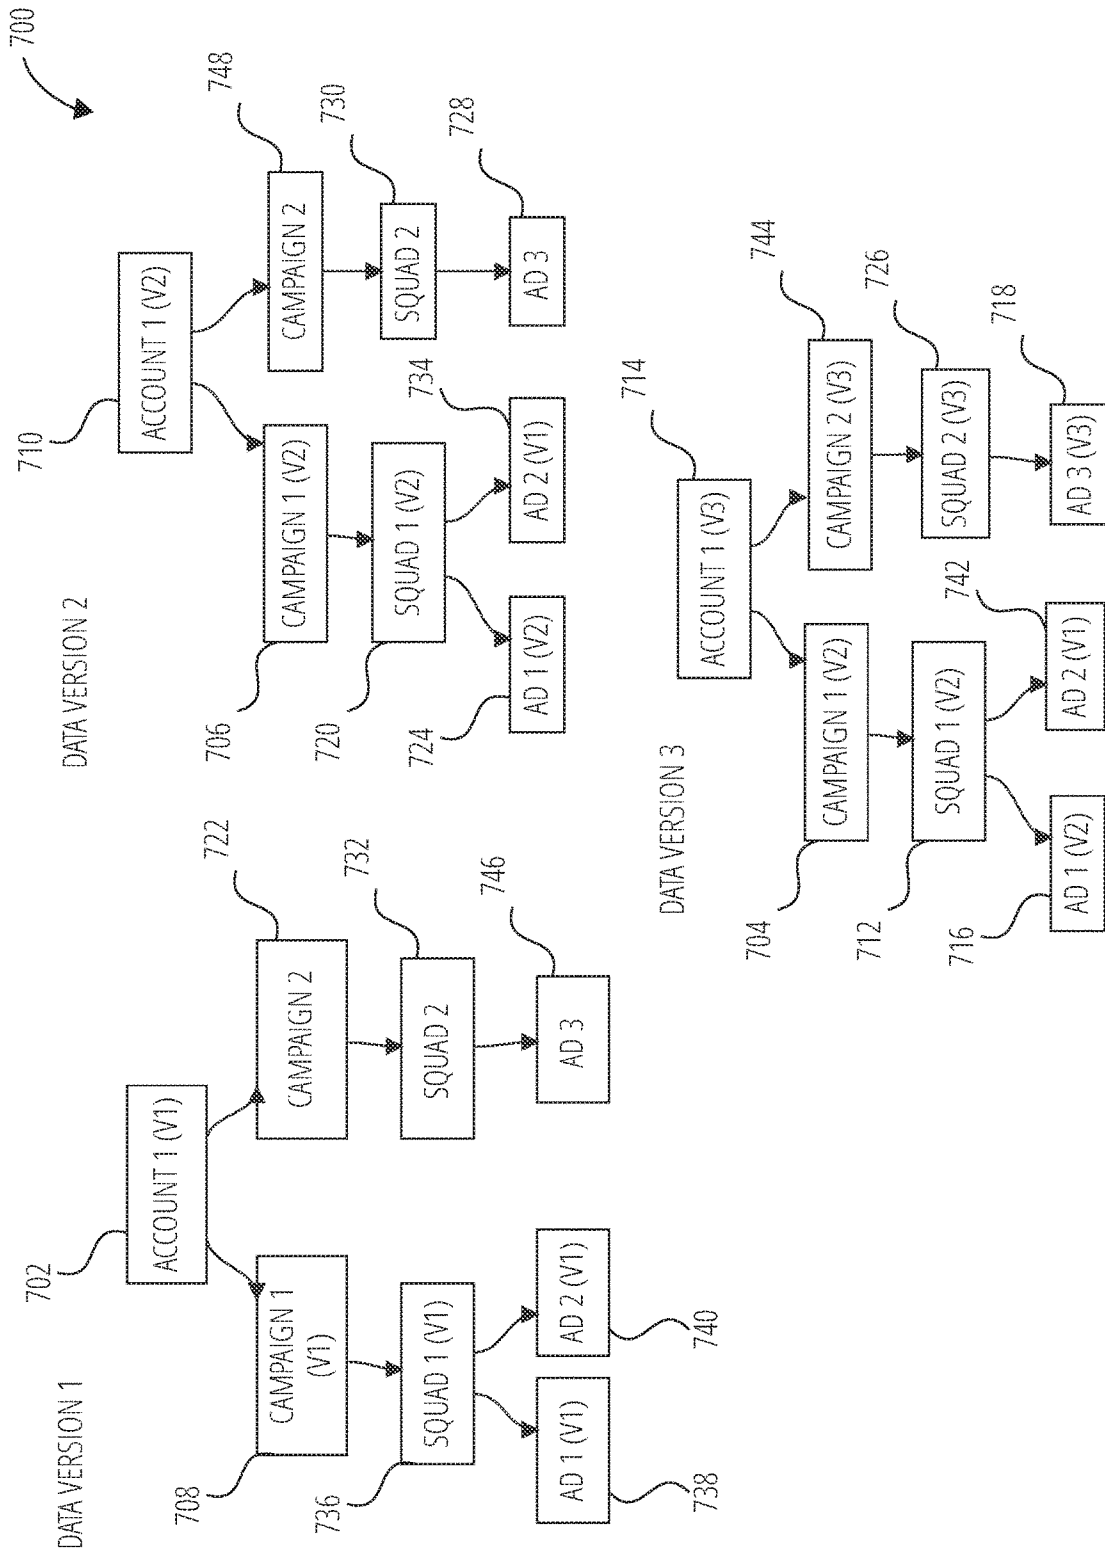 700
DATA VERSION 1
702
ACCOUNT 1 (V1)
708
CAMPAIGN 1
(V1)
722
CAMPAIGN 2
736
SQUAD 1 (V1)
732
SQUAD 2
AD 1 (V1)
738
AD 2 (V1)
740
AD 3
746
DATA VERSION 2
710
ACCOUNT 1 (V2)
706
CAMPAIGN 1 (V2)
748
CAMPAIGN 2
720
SQUAD 1 (V2)
730
SQUAD 2
724
AD 1 (V2)
734
AD 2 (V1)
728
AD 3
DATA VERSION 3
714
ACCOUNT 1 (V3)
704
CAMPAIGN 1 (V2)
744
CAMPAIGN 2 (V3)
712
SQUAD 1 (V2)
726
SQUAD 2 (V3)
716
AD 1 (V2)
742
AD 2 (V1)
718
AD 3 (V3)